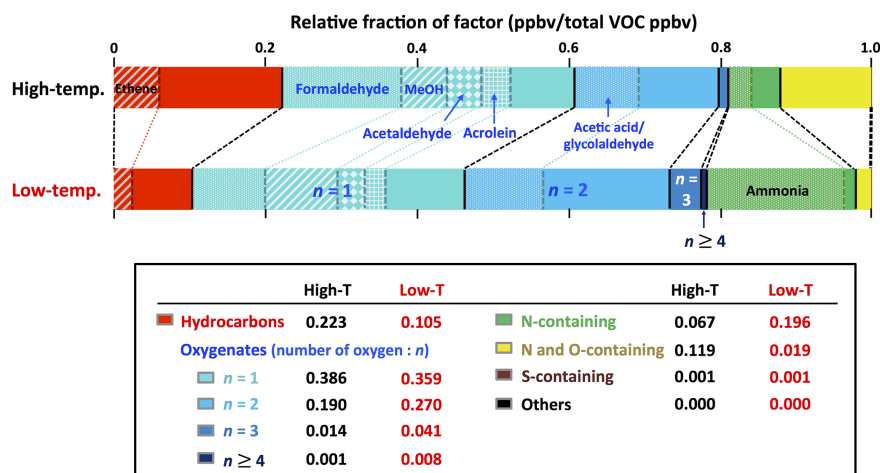 Relative fraction of factor (ppbv/total VOC ppbv)
0 0.2 0.4 0.6 0.8 1.0
High-temp.
Ethene
Formaldehyde
MeOH
Acetaldehyde
Acrolein
Acetic acid/
glycolaldehyde
Low-temp.
n = 1
n = 2
n =
3
Ammonia
n ≥ 4
High-T Low-T High-T Low-T
Hydrocarbons 0.223 0.105 N-containing 0.067 0.196
Oxygenates (number of oxygen : n) N and O-containing 0.119 0.019
n = 1 0.386 0.359 S-containing 0.001 0.001
n = 2 0.190 0.270 Others 0.000 0.000
n = 3 0.014 0.041
n ≥ 4 0.001 0.008